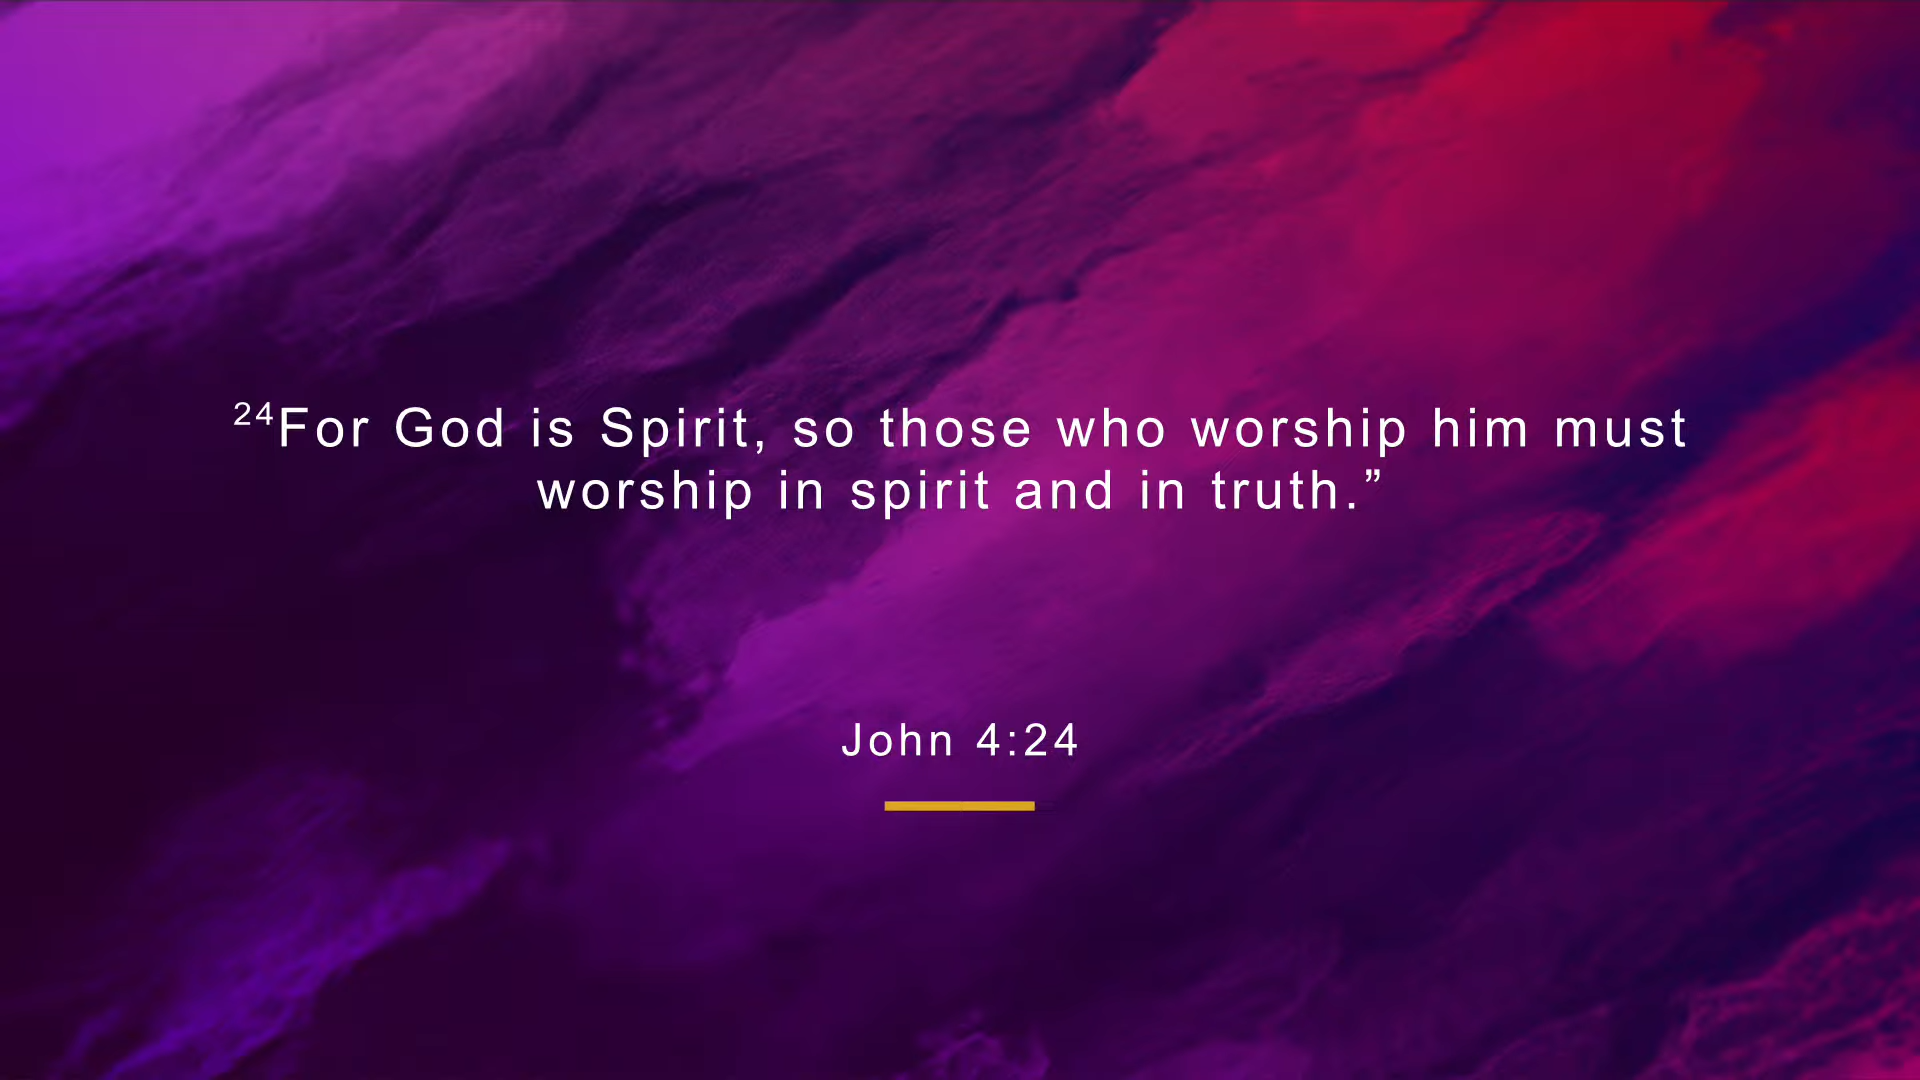 ²⁴For God is Spirit, so those who worship him must
worship in spirit and in truth.”
John 4:24